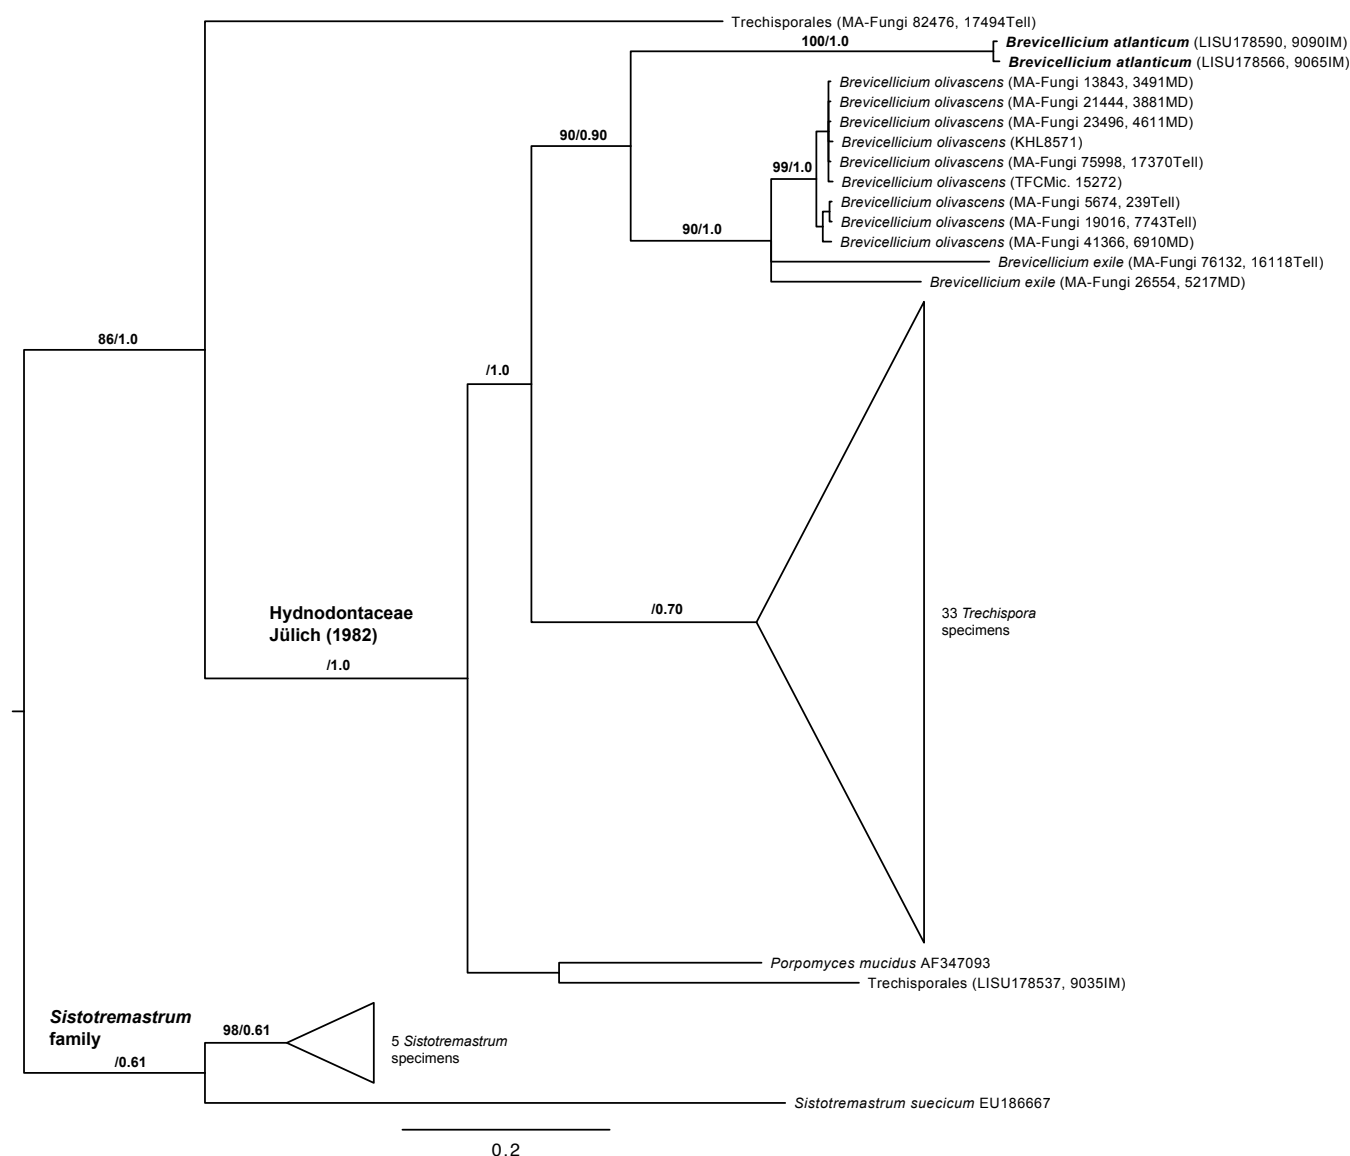 Trechisporales (MA-Fungi 82476, 17494Tell)
100/1.0
Brevicellicium atlanticum (LISU178590, 9090IM)
Brevicellicium atlanticum (LISU178566, 9065IM)
Brevicellicium olivascens (MA-Fungi 13843, 3491MD)
Brevicellicium olivascens (MA-Fungi 21444, 3881MD)
Brevicellicium olivascens (MA-Fungi 23496, 4611MD)
90/0.90
Brevicellicium olivascens (KHL8571)
Brevicellicium olivascens (MA-Fungi 75998, 17370Tell)
99/1.0
Brevicellicium olivascens (TFCMic. 15272)
Brevicellicium olivascens (MA-Fungi 5674, 239Tell)
Brevicellicium olivascens (MA-Fungi 19016, 7743Tell)
90/1.0
Brevicellicium olivascens (MA-Fungi 41366, 6910MD)
Brevicellicium exile (MA-Fungi 76132, 16118Tell)
Brevicellicium exile (MA-Fungi 26554, 5217MD)
86/1.0
/1.0
/0.70
33 Trechispora
specimens
Hydnodontaceae
Jülich (1982)
/1.0
Porpomyces mucidus AF347093
Trechisporales (LISU178537, 9035IM)
Sistotremastrum
family
98/0.61
5 Sistotremastrum
specimens
/0.61
Sistotremastrum suecicum EU186667
0.2